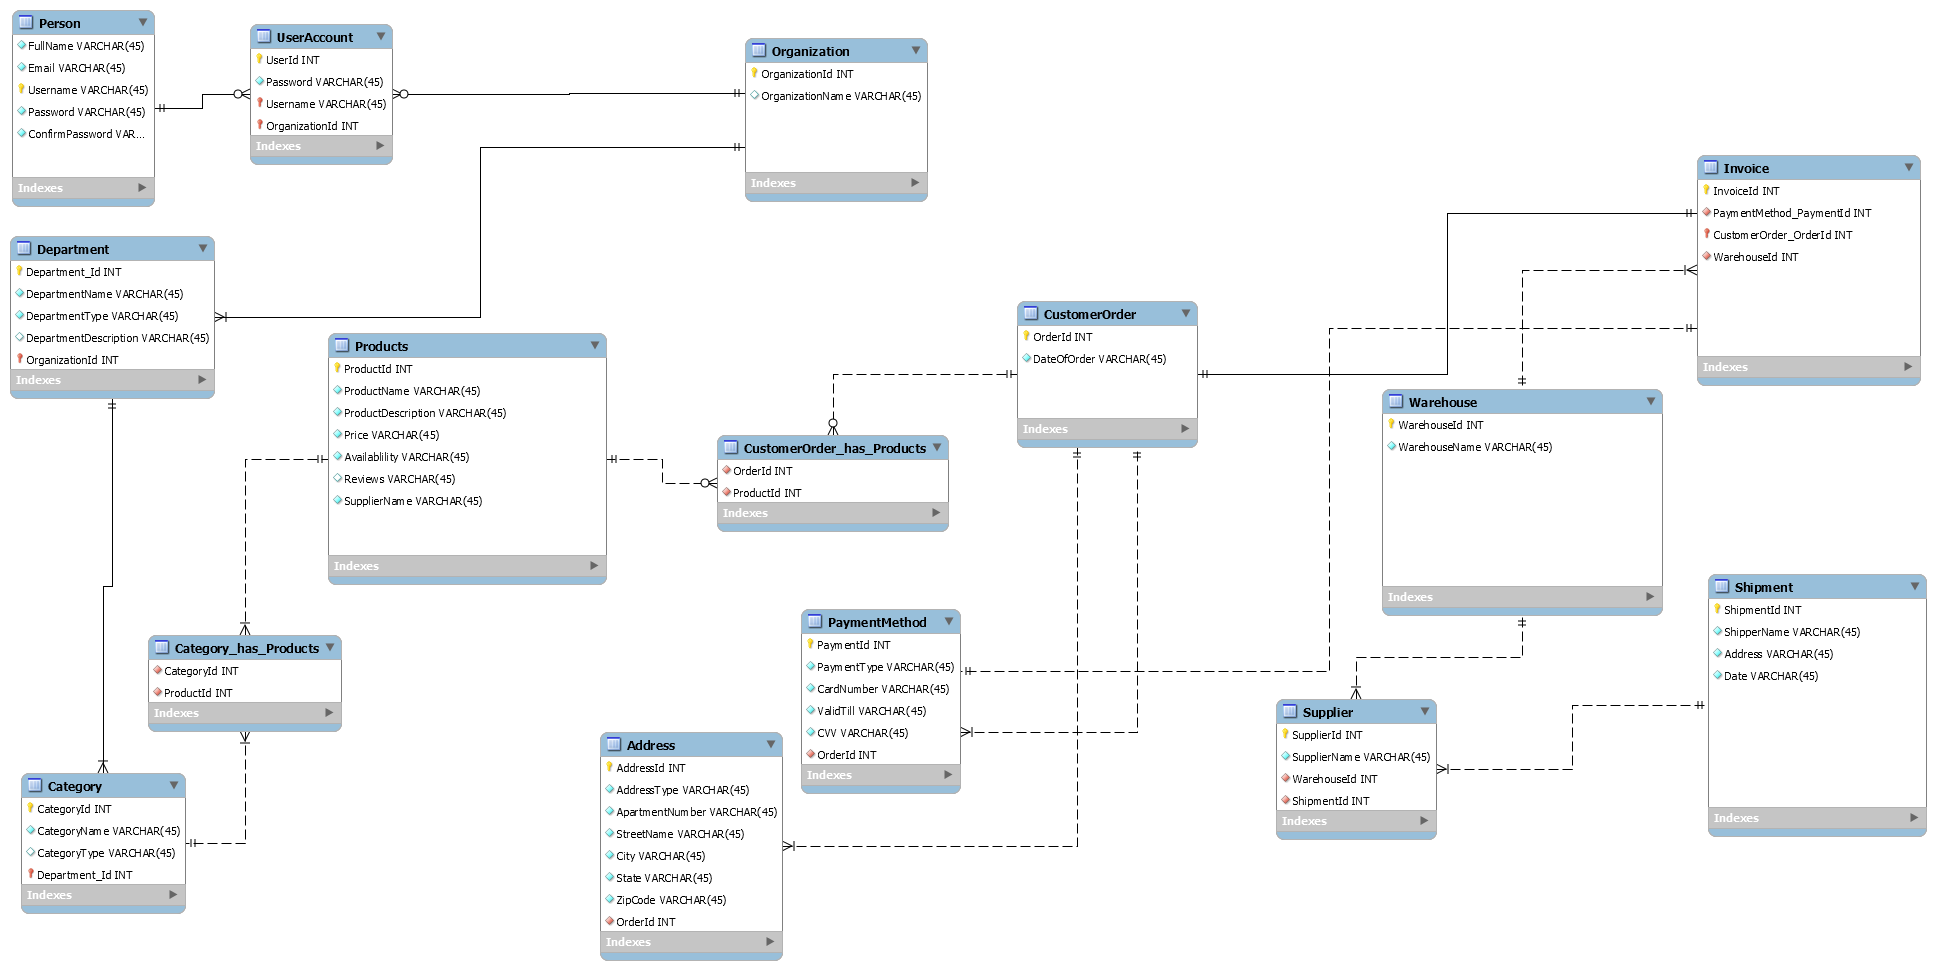 Person
FullName VARCHAR(45)
Email VARCHAR(45)
Username VARCHAR(45)
Password VARCHAR(45)
ConfirmPassword VAR...
Indexes
UserAccount
UserId INT
Password VARCHAR(45)
Username VARCHAR(45)
OrganizationId INT
Indexes
Organization
OrganizationId INT
OrganizationName VARCHAR(45)
Indexes
Invoice
InvoiceId INT
PaymentMethod_PaymentId INT
CustomerOrder_OrderId INT
WarehouseId INT
Indexes
Department
Department_Id INT
DepartmentName VARCHAR(45)
DepartmentType VARCHAR(45)
DepartmentDescription VARCHAR(45)
OrganizationId INT
Indexes
Products
ProductId INT
ProductName VARCHAR(45)
ProductDescription VARCHAR(45)
Price VARCHAR(45)
Availablility VARCHAR(45)
Reviews VARCHAR(45)
SupplierName VARCHAR(45)
Indexes
CustomerOrder
OrderId INT
DateOfOrder VARCHAR(45)
Indexes
CustomerOrder_has_Products
OrderId INT
ProductId INT
Indexes
Warehouse
WarehouseId INT
WarehouseName VARCHAR(45)
Indexes
Shipment
ShipmentId INT
ShipperName VARCHAR(45)
Address VARCHAR(45)
Date VARCHAR(45)
Indexes
Category_has_Products
CategoryId INT
ProductId INT
Indexes
PaymentMethod
PaymentId INT
PaymentType VARCHAR(45)
CardNumber VARCHAR(45)
ValidTill VARCHAR(45)
CVV VARCHAR(45)
OrderId INT
Indexes
Supplier
SupplierId INT
SupplierName VARCHAR(45)
WarehouseId INT
ShipmentId INT
Indexes
Address
AddressId INT
AddressType VARCHAR(45)
ApartmentNumber VARCHAR(45)
StreetName VARCHAR(45)
City VARCHAR(45)
State VARCHAR(45)
ZipCode VARCHAR(45)
OrderId INT
Indexes
Category
CategoryId INT
CategoryName VARCHAR(45)
CategoryType VARCHAR(45)
Department_Id INT
Indexes